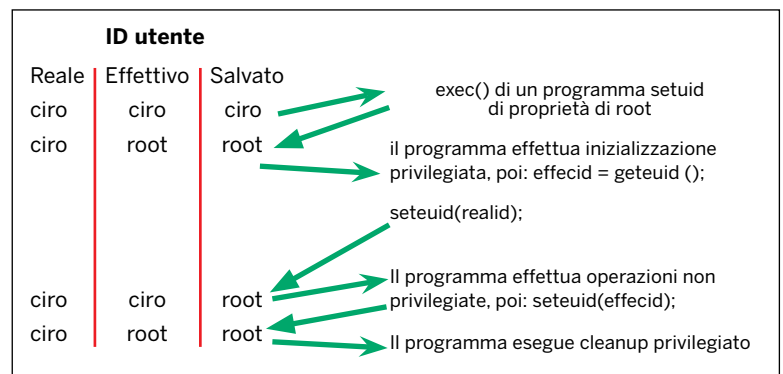 ID utente
Reale Effettivo Salvato
ciro ciro ciro
exec() di un programma setuid
di proprietà di root
ciro root root
il programma effettua inizializzazione
privilegiata, poi: effecid = geteuid ();
seteuid(realid);
ciro ciro root
Il programma effettua operazioni non
privilegiate, poi: seteuid(effecid);
ciro root root
Il programma esegue cleanup privilegiato